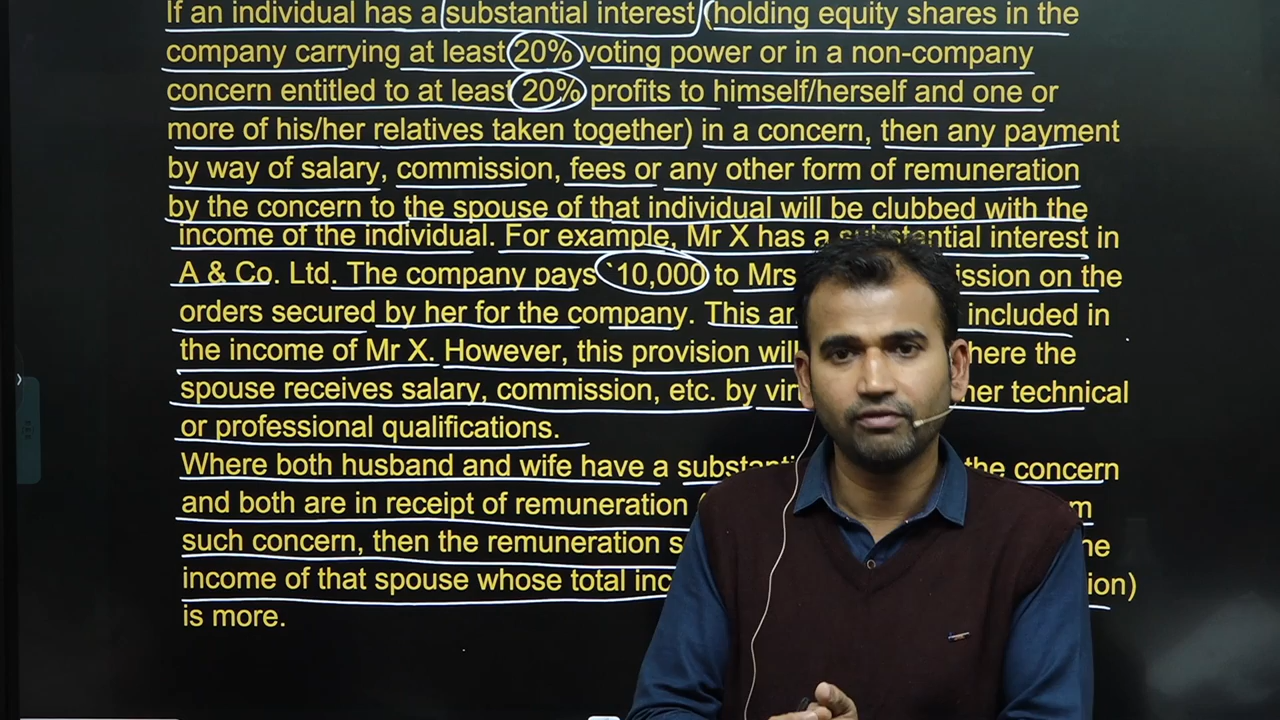 If an individual has a substantial interest (holding equity shares in the
company carrying at least 20% voting power or in a non-company
concern entitled to at least 20% profits to himself/herself and one or
more of his/her relatives taken together) in a concern, then any payment
by way of salary, commission, fees or any other form of remuneration
by the concern to the spouse of that individual will be clubbed with the
income of the individual. For example, Mr X has a substantial interest in
A & Co. Ltd. The company pays `10,000 to Mrs ission on the
orders secured by her for the company. This included in
the income of Mr X. However, this provision will here the
spouse receives salary, commission, etc. by her technical
or professional qualifications.
Where both husband and wife have a the concern
and both are in receipt of remuneration
such concern, then the remuneration
income of that spouse whose total ion)
is more.